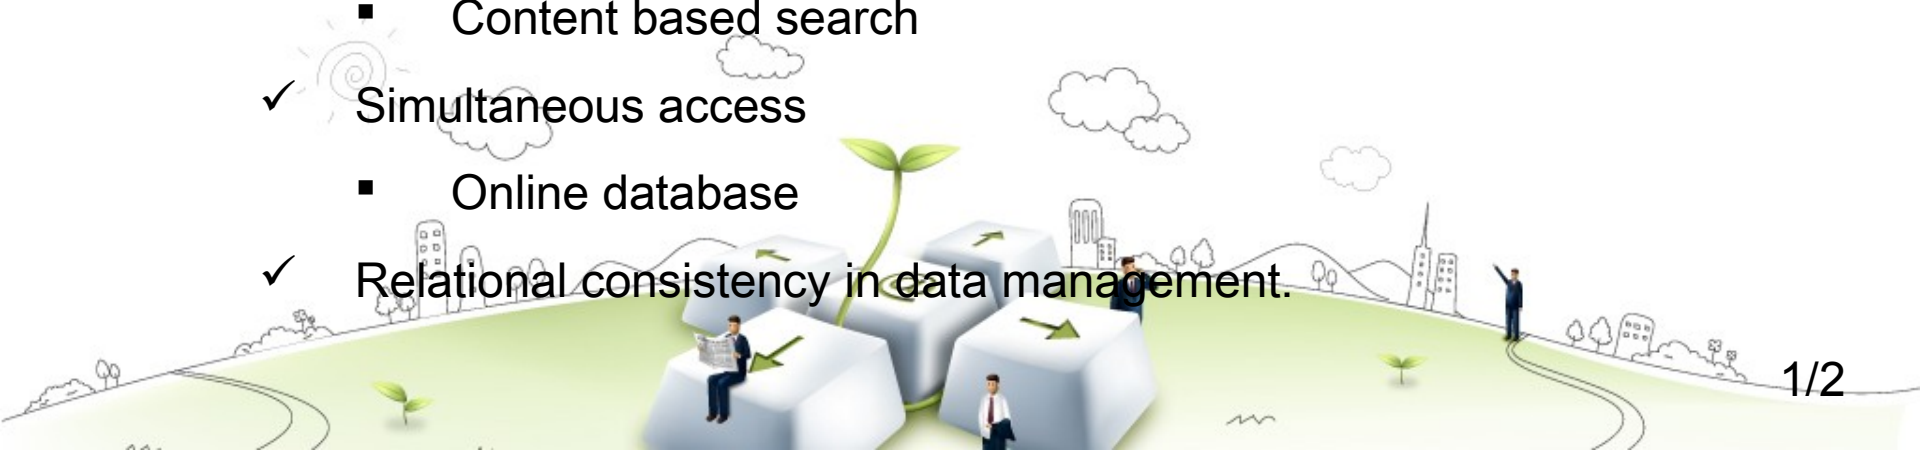 ▪ Content based search
✓ Simultaneous access
▪ Online database
✓ Relational consistency in data management.
1/2